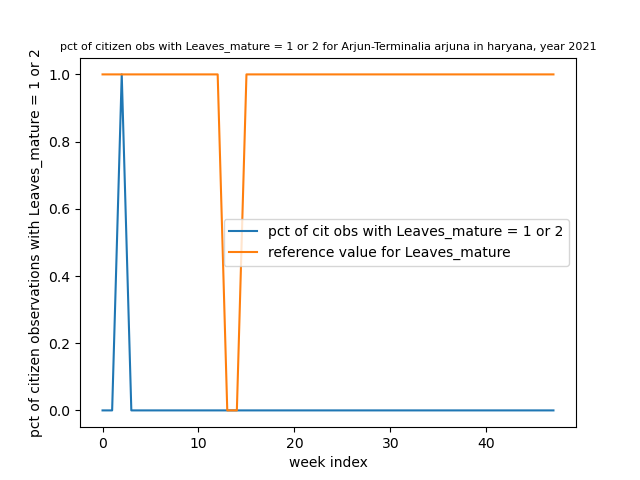 pct of citizen obs with Leaves_mature = 1 or 2 for Arjun-Terminalia arjuna in haryana, year 2021
pct of citizen observations with Leaves_mature = 1 or 2
1.0
0.8
0.6
0.4
0.2
0.0
pct of cit obs with Leaves_mature = 1 or 2
reference value for Leaves_mature
0 10 20 30 40
week index